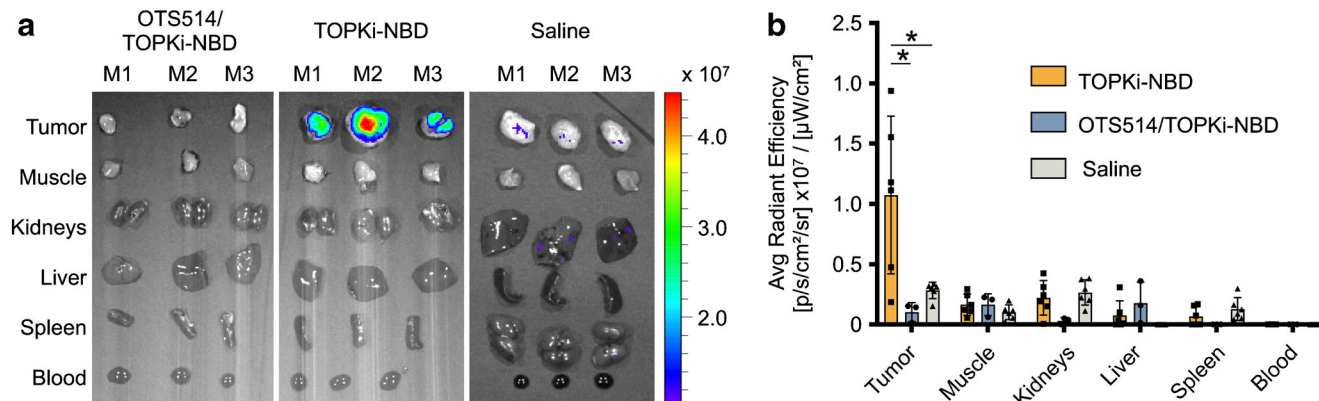 a
OTS514/
TOPKi-NBD
TOPKi-NBD
Saline
M1 M2 M3
M1 M2 M3
M1 M2 M3
x 10⁷
Tumor
Muscle
Kidneys
Liver
Spleen
Blood
4.0
3.0
2.0
b
Avg Radiant Efficiency
[p/s/cm²/sr] x10⁷ / [µW/cm²]
2.5
1.0
1.5
1.0
0.5
0
*
*
TOPKi-NBD
OTS514/TOPKi-NBD
Saline
Tumor
Muscle
Kidneys
Liver
Spleen
Blood